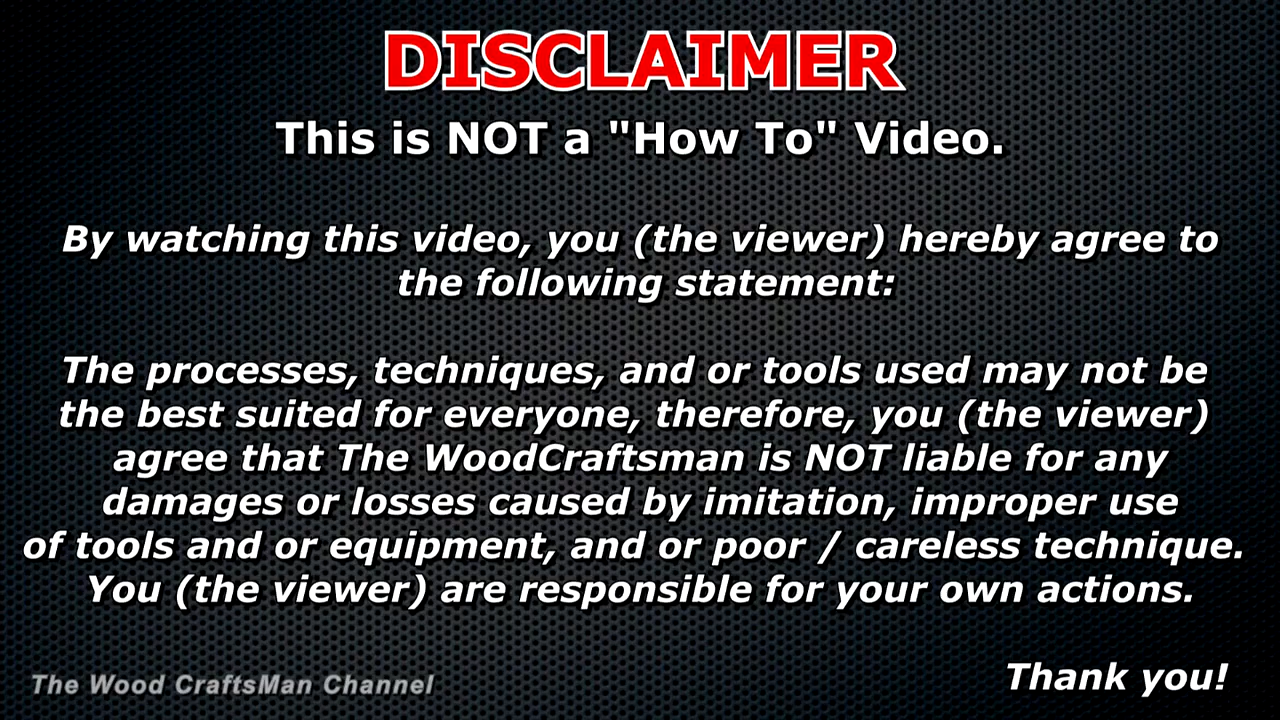 DISCLAIMER
This is NOT a "How To" Video.
By watching this video, you (the viewer) hereby agree to
the following statement:
The processes, techniques, and or tools used may not be
the best suited for everyone, therefore, you (the viewer)
agree that The WoodCraftsman is NOT liable for any
damages or losses caused by imitation, improper use
of tools and or equipment, and or poor / careless technique.
You (the viewer) are responsible for your own actions.
Thank you!
The Wood CraftsMan Channel